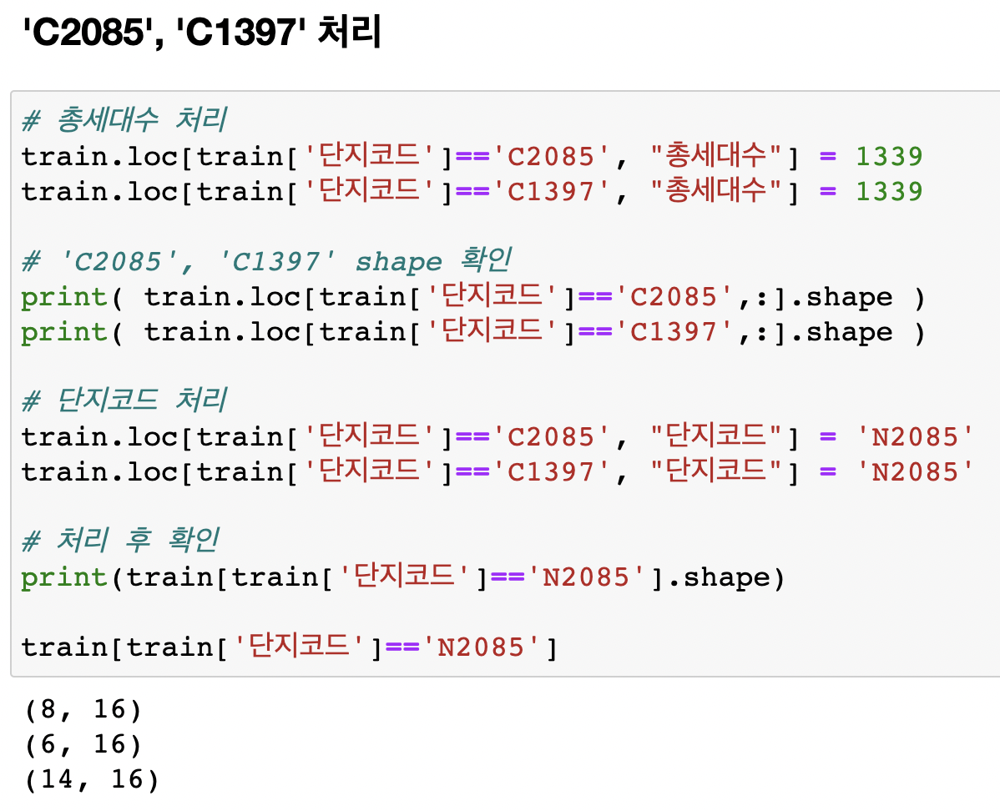 'C2085', 'C1397' 처리
# 총세대수 처리
train.loc[train['단지코드']=='C2085', "총세대수"] = 1339
train.loc[train['단지코드']=='C1397', "총세대수"] = 1339
# 'C2085', 'C1397' shape 확인
print( train.loc[train['단지코드']=='C2085',:].shape )
print( train.loc[train['단지코드']=='C1397',:].shape )
# 단지코드 처리
train.loc[train['단지코드']=='C2085', "단지코드"] = 'N2085'
train.loc[train['단지코드']=='C1397', "단지코드"] = 'N2085'
# 처리 후 확인
print(train[train['단지코드']=='N2085'].shape)
train[train['단지코드']=='N2085']
(8, 16)
(6, 16)
(14, 16)